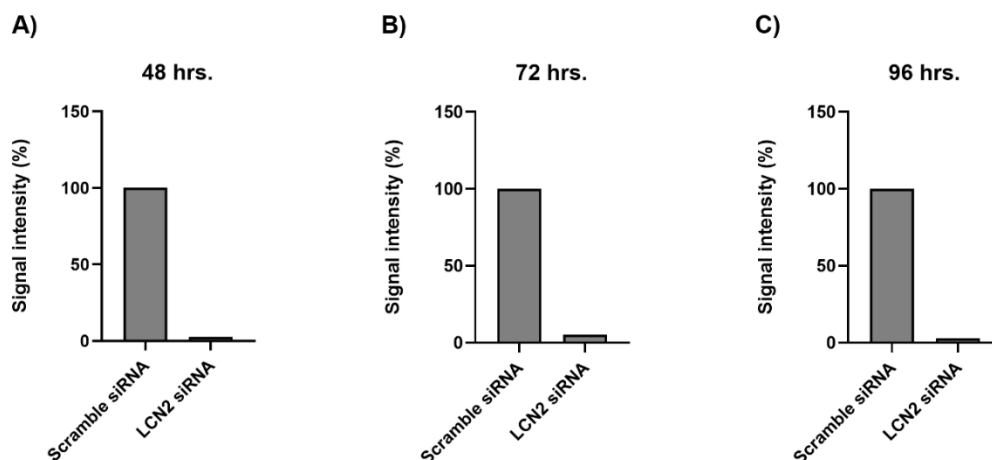 A)
48 hrs.
Signal intensity (%)
150
100
50
0
Scramble siRNA
LCN2 siRNA
B)
72 hrs.
Signal intensity (%)
150
100
50
0
Scramble siRNA
LCN2 siRNA
C)
96 hrs.
Signal intensity (%)
150
100
50
0
Scramble siRNA
LCN2 siRNA